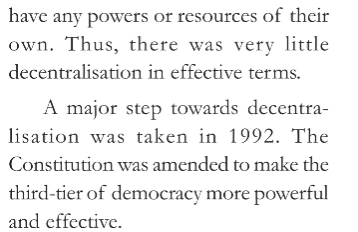 have any powers or resources of their
own. Thus, there was very little
decentralisation in effective terms.
A major step towards decentra-
lisation was taken in 1992. The
Constitution was amended to make the
third-tier of democracy more powerful
and effective.